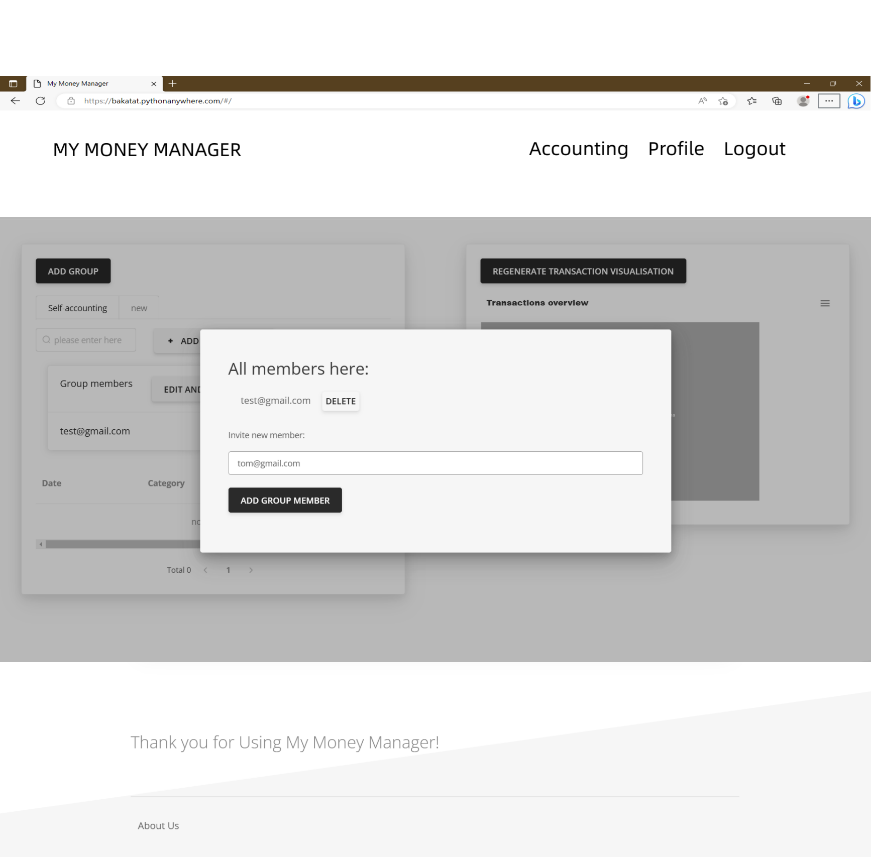 My Money Manager
https://bakatat.pythonanywhere.com/#/
MY MONEY MANAGER
Accounting Profile Logout
ADD GROUP
REGENERATE TRANSACTION VISUALISATION
Self accounting new
Transactions overview
please enter here
+ ADD
All members here:
Group members
EDIT AND
test@gmail.com DELETE
test@gmail.com
Invite new member:
tom@gmail.com
Date Category
ADD GROUP MEMBER
no
Total 0 < 1 >
Thank you for Using My Money Manager!
About Us